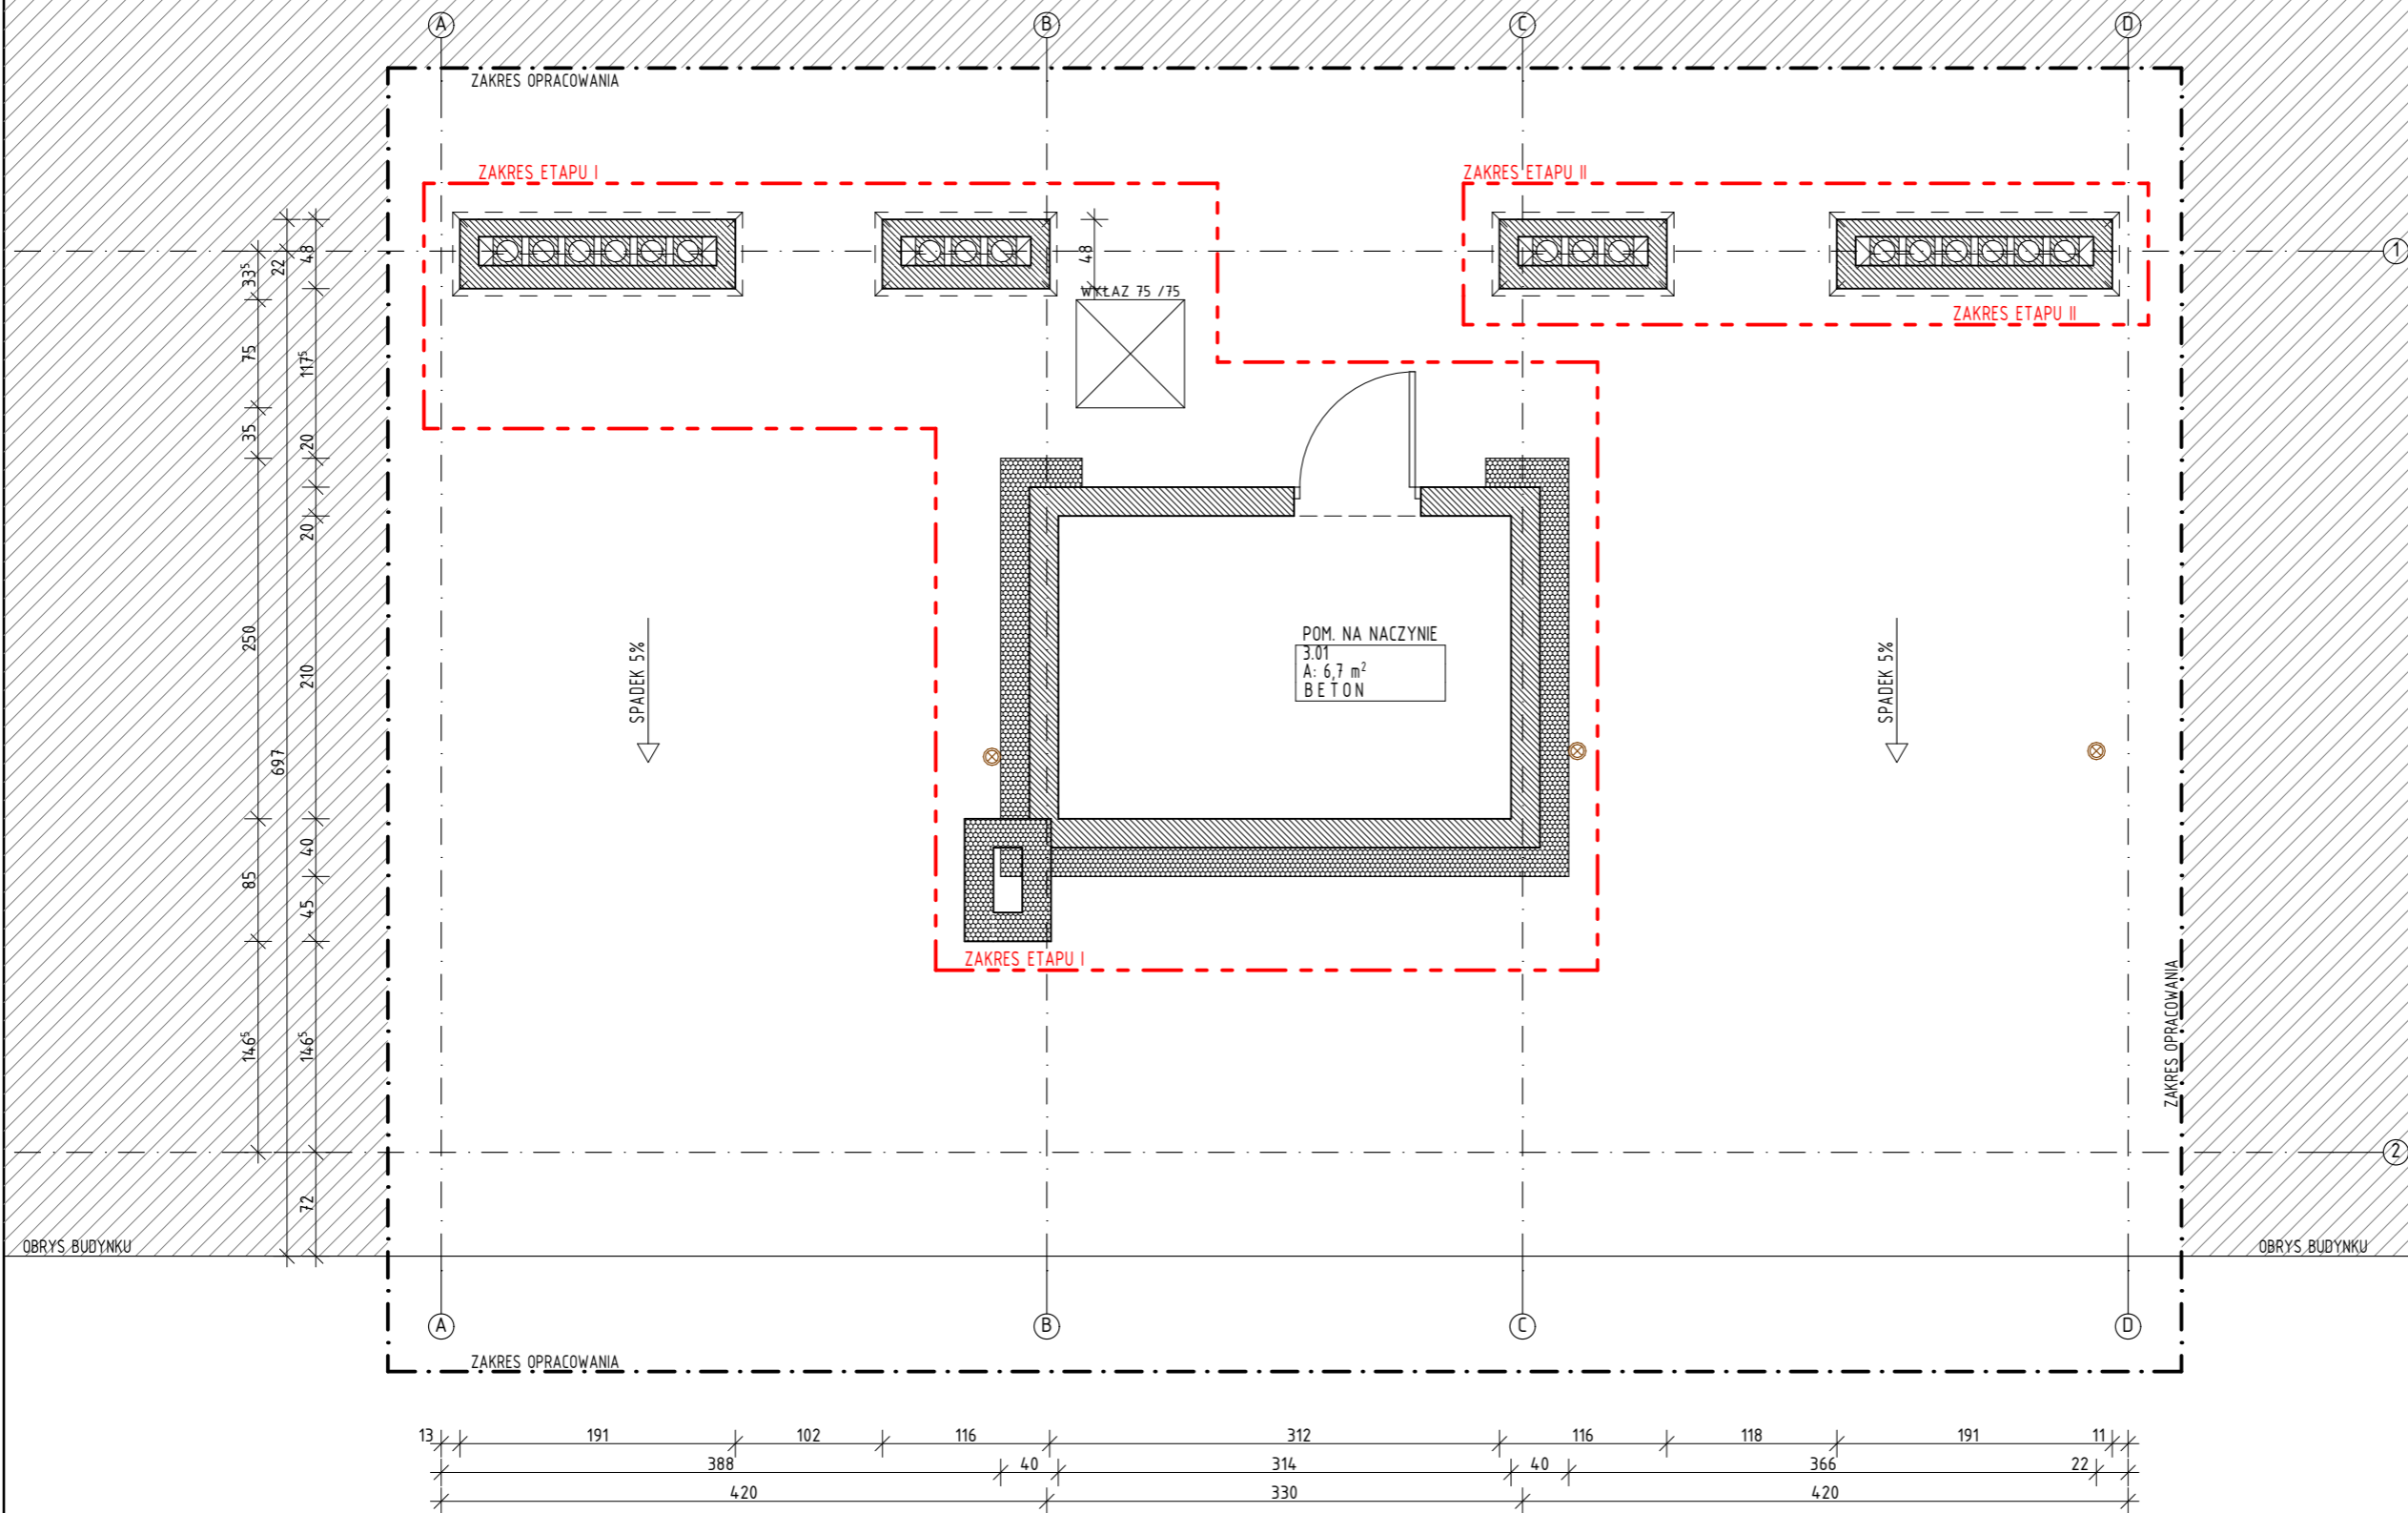 A
B
C
D
ZAKRES OPRACOWANIA
ZAKRES ETAPU I
ZAKRES ETAPU II
1
48
22
33⁵
48
WYŁAZ 75 /75
ZAKRES ETAPU II
75
117⁵
35
20
20
250
210
697
SPADEK 5%
POM. NA NACZYNIE
3.01
A: 6,7 m²
BETON
SPADEK 5%
40
85
45
ZAKRES ETAPU I
146⁵
146⁵
ZAKRES OPRACOWANIA
2
72
OBRYS BUDYNKU
OBRYS BUDYNKU
A
B
C
D
ZAKRES OPRACOWANIA
13 191 102 116 312 116 118 191 11
388 40 314 40 366 22
420 330 420